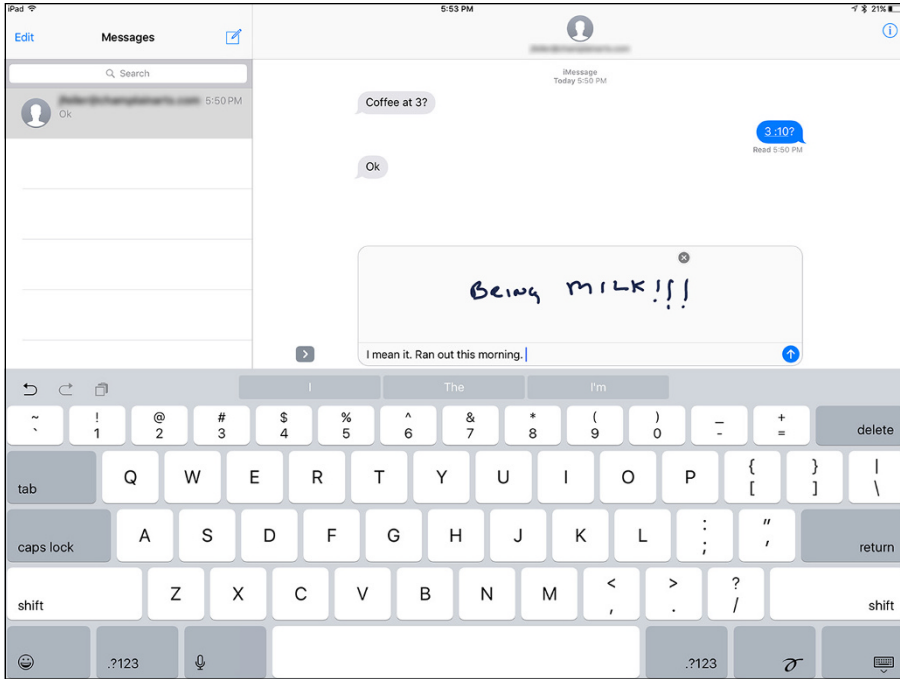 iPad 5:53 PM 21%
Edit Messages
Search
5:50 PM
Ok
iMessage
Today 5:50 PM
Coffee at 3?
3 :10?
Read 5:50 PM
Ok
Being MILK!!!
I mean it. Ran out this morning.
I The I'm
~ ! @ # $ % ^ & * ( ) _ +
` 1 2 3 4 5 6 7 8 9 0 - = delete
tab Q W E R T Y U I O P { [ } ] | \
caps lock A S D F G H J K L : ; " ' return
shift Z X C V B N M < , > . ? / shift
.?123 .?123